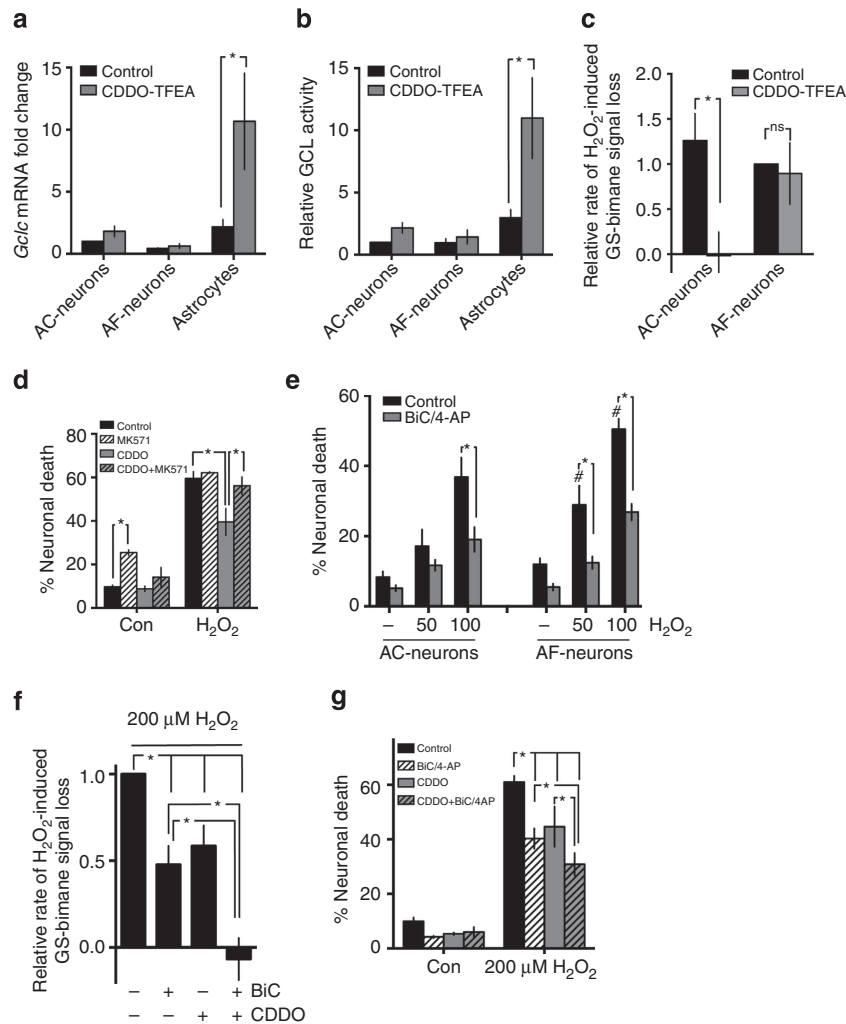 a
Gclc mRNA fold change
15
10
5
0
Control
CDDO-TFEA
*
AC-neurons
AF-neurons
Astrocytes
b
Relative GCL activity
15
10
5
0
Control
CDDO-TFEA
*
AC-neurons
AF-neurons
Astrocytes
c
Relative rate of H2O2-induced
GS-bimane signal loss
2.0
1.5
1.0
0.5
0.0
Control
CDDO-TFEA
*
ns
AC-neurons
AF-neurons
d
% Neuronal death
80
60
40
20
0
Control
MK571
CDDO
CDDO+MK571
*
* *
Con H2O2
e
% Neuronal death
60
40
20
0
Control
BiC/4-AP
*
# *
# *
– 50 100 – 50 100 H2O2
AC-neurons AF-neurons
f
200 µM H2O2
Relative rate of H2O2-induced
GS-bimane signal loss
1.0
0.5
0.0
*
*
*
– + – + BiC
– – + + CDDO
g
% Neuronal death
60
40
20
0
Control
BiC/4-AP
CDDO
CDDO+BiC/4AP
*
*
*
Con 200 µM H2O2